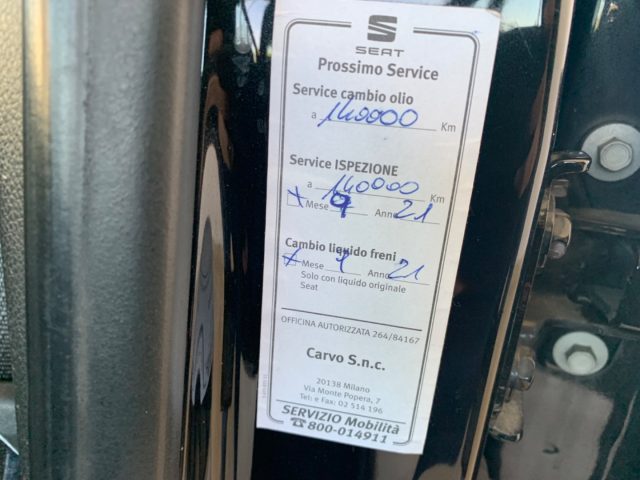 SEAT
Prossimo Service
Service cambio olio
a 140000 Km
Service ISPEZIONE
a 140000 Km
X Mese 9 Anno 21
Cambio liquido freni
X Mese Anno 21
Solo con liquido originale
Seat
OFFICINA AUTORIZZATA 264/84167
Carvo S.n.c.
20138 Milano
Via Monte Popera, 7
Tel: e Fax: 02 514 196
SERVIZIO Mobilità
☎800-014911